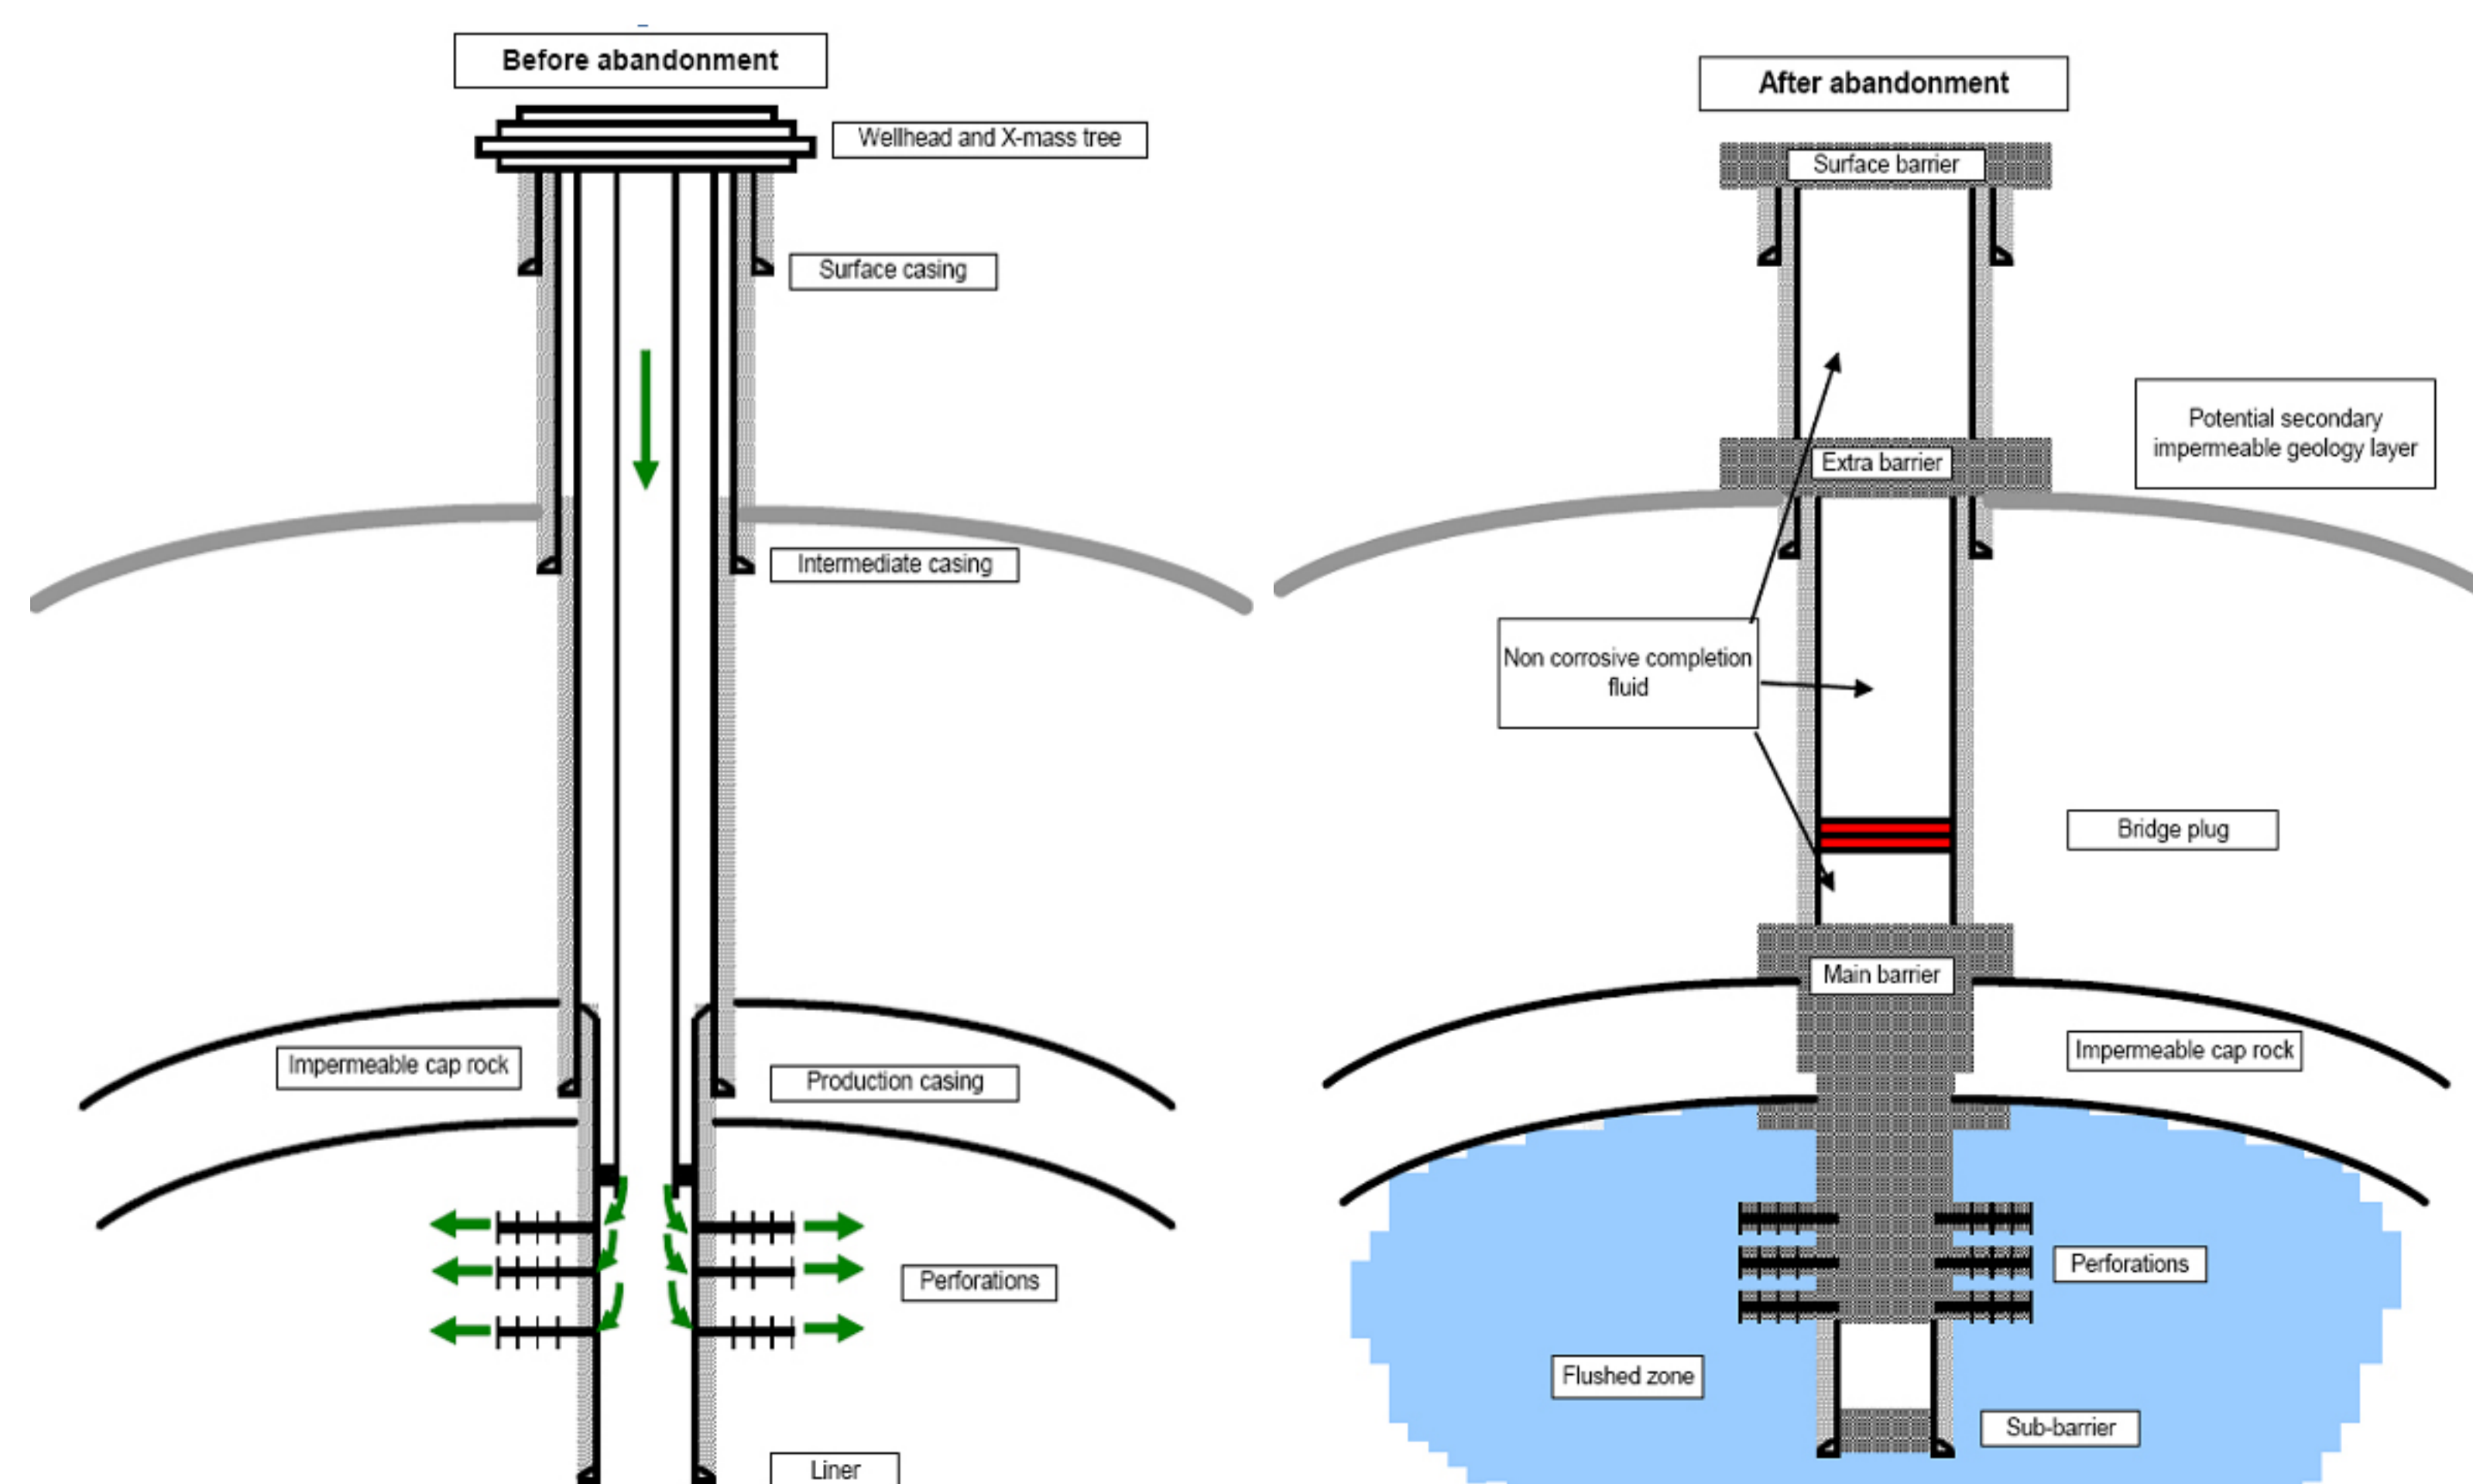 Before abandonment
Wellhead and X-mass tree
Surface casing
Intermediate casing
Impermeable cap rock
Production casing
Perforations
Liner
After abandonment
Surface barrier
Potential secondary
impermeable geology layer
Extra barrier
Non corrosive completion
fluid
Bridge plug
Main barrier
Impermeable cap rock
Perforations
Flushed zone
Sub-barrier